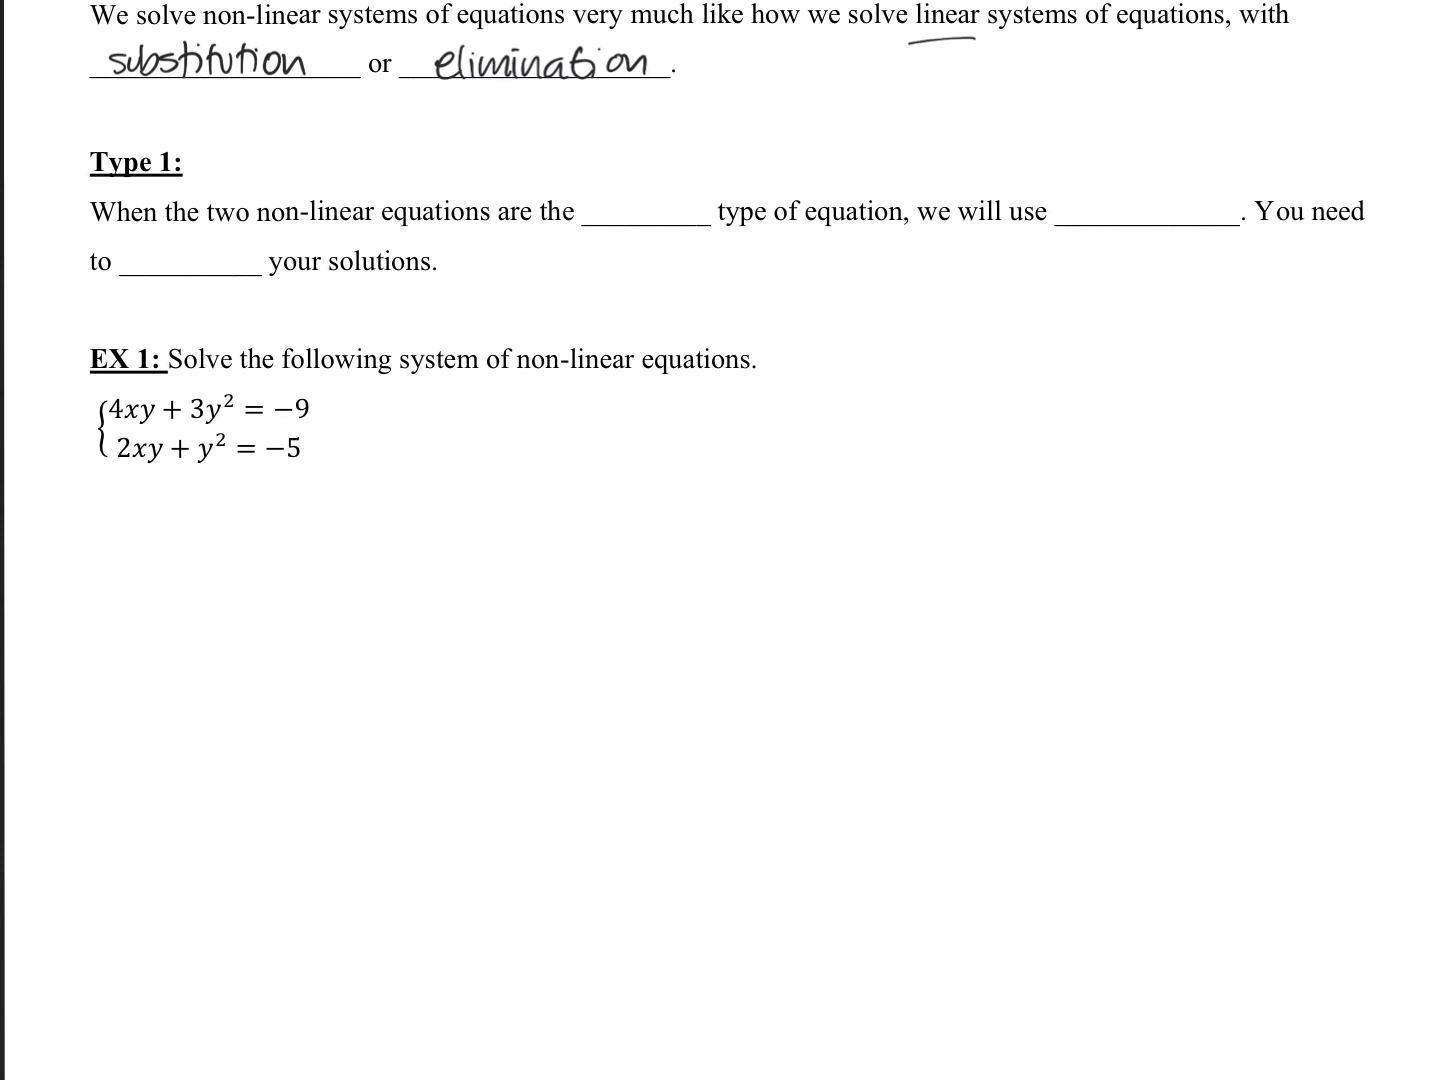 We solve non-linear systems of equations very much like how we solve linear systems of equations, with
substitution or elimination.
Type 1:
When the two non-linear equations are the _________ type of equation, we will use _____________. You need
to __________ your solutions.
EX 1: Solve the following system of non-linear equations.
{4xy + 3y² = −9
2xy + y² = −5